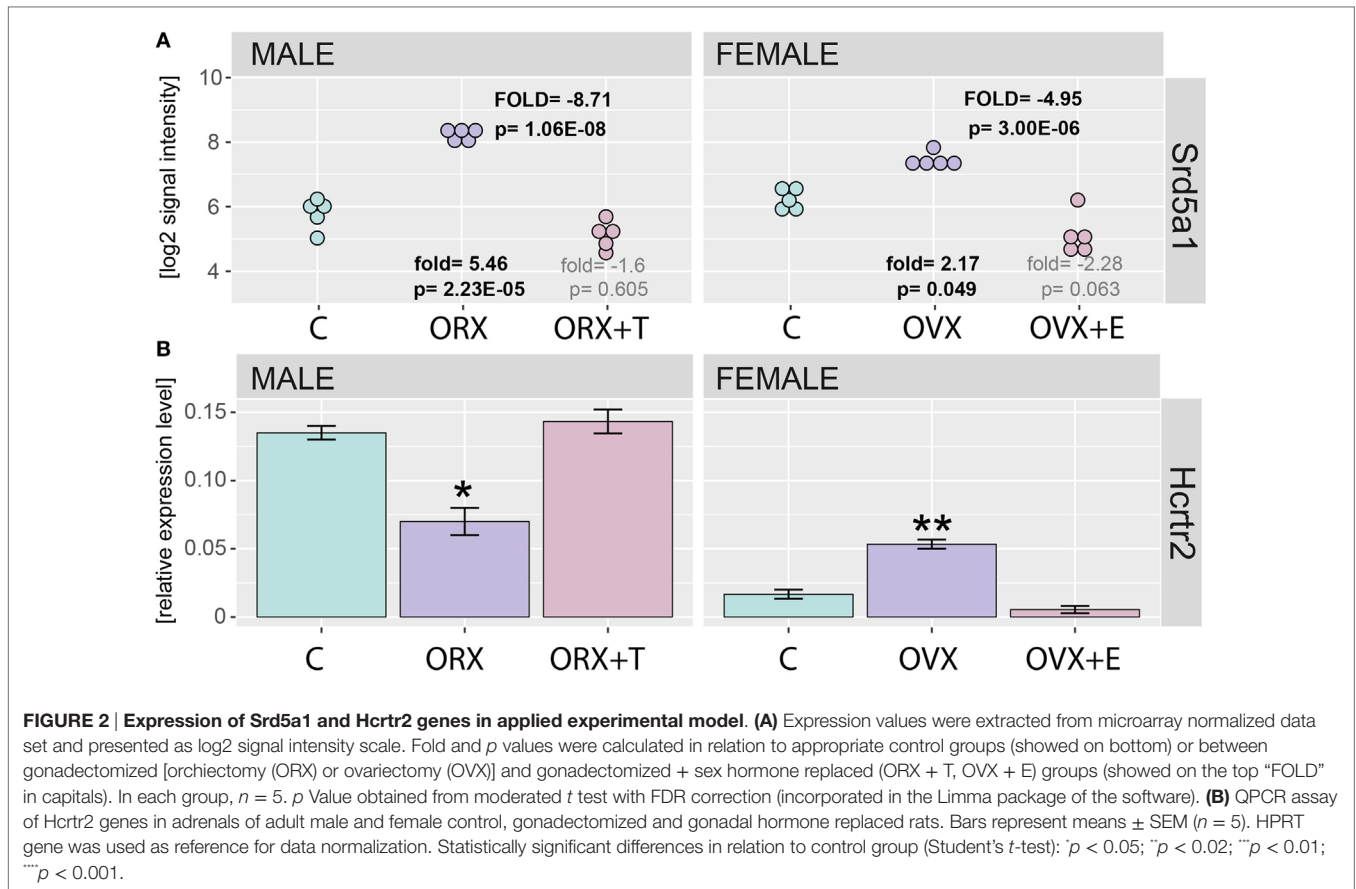 A
MALE
FEMALE
[log2 signal intensity]
10
8
6
4
FOLD= -8.71
p= 1.06E-08
fold= 5.46
p= 2.23E-05
fold= -1.6
p= 0.605
FOLD= -4.95
p= 3.00E-06
fold= 2.17
p= 0.049
fold= -2.28
p= 0.063
Srd5a1
C
ORX
ORX+T
C
OVX
OVX+E
B
MALE
FEMALE
[relative expression level]
0.15
0.10
0.05
0
*
**
Hcrtr2
C
ORX
ORX+T
C
OVX
OVX+E
FIGURE 2 | Expression of Srd5a1 and Hcrtr2 genes in applied experimental model. (A) Expression values were extracted from microarray normalized data
set and presented as log2 signal intensity scale. Fold and p values were calculated in relation to appropriate control groups (showed on bottom) or between
gonadectomized [orchiectomy (ORX) or ovariectomy (OVX)] and gonadectomized + sex hormone replaced (ORX + T, OVX + E) groups (showed on the top “FOLD”
in capitals). In each group, n = 5. p Value obtained from moderated t test with FDR correction (incorporated in the Limma package of the software). (B) QPCR assay
of Hcrtr2 genes in adrenals of adult male and female control, gonadectomized and gonadal hormone replaced rats. Bars represent means ± SEM (n = 5). HPRT
gene was used as reference for data normalization. Statistically significant differences in relation to control group (Student’s t-test): *p < 0.05; **p < 0.02; ***p < 0.01;
****p < 0.001.